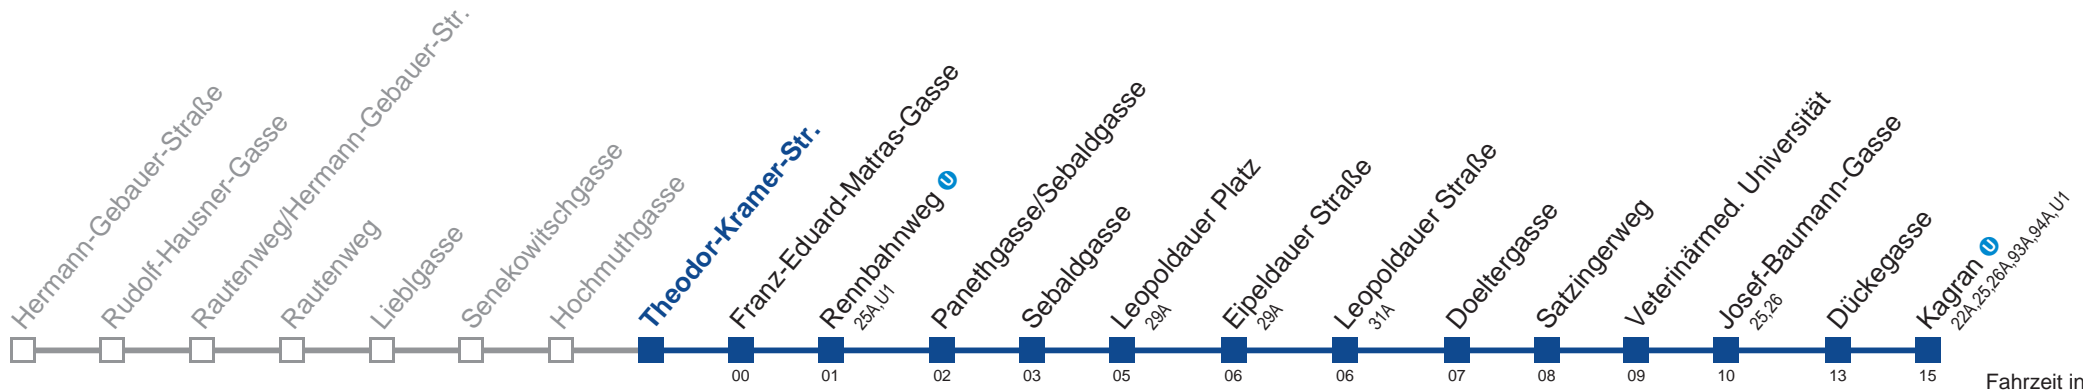 Hermann-Gebauer-Straße
Rudolf-Hausner-Gasse
Rautenweg/Hermann-Gebauer-Str.
Rautenweg
Lieblgasse
Senekowitschgasse
Hochmuthgasse
Theodor-Kramer-Str.
Franz-Eduard-Matras-Gasse
Rennbahnweg U
25A,U1
Panethgasse/Sebaldgasse
Sebaldgasse
Leopoldauer Platz
29A
Eipeldauer Straße
29A
Leopoldauer Straße
31A
Doeltergasse
Satzingerweg
Veterinärmed. Universität
Josef-Baumann-Gasse
25,26
Dückegasse
Kagran U
22A,25,26A,93A,94A,U1
00 01 02 03 05 06 06 07 08 09 10 13 15
Fahrzeit in